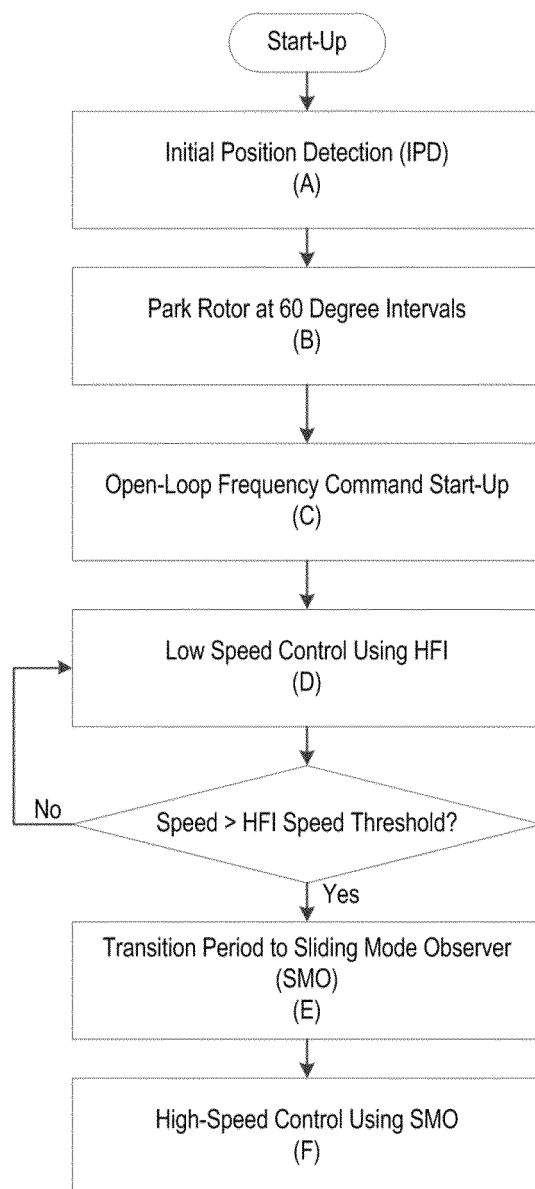 Start-Up
Initial Position Detection (IPD)
(A)
Park Rotor at 60 Degree Intervals
(B)
Open-Loop Frequency Command Start-Up
(C)
Low Speed Control Using HFI
(D)
No
Speed > HFI Speed Threshold?
Yes
Transition Period to Sliding Mode Observer
(SMO)
(E)
High-Speed Control Using SMO
(F)